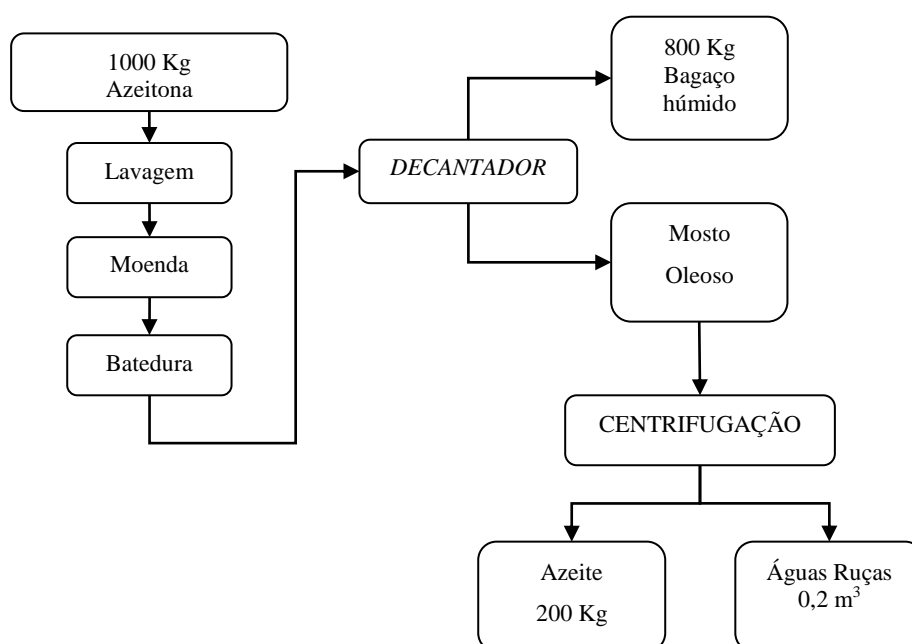 1000 Kg
Azeitona
Lavagem
Moenda
Batedura
DECANTADOR
800 Kg
Bagaço
húmido
Mosto
Oleoso
CENTRIFUGAÇÃO
Azeite
200 Kg
Águas Ruças
0,2 m³